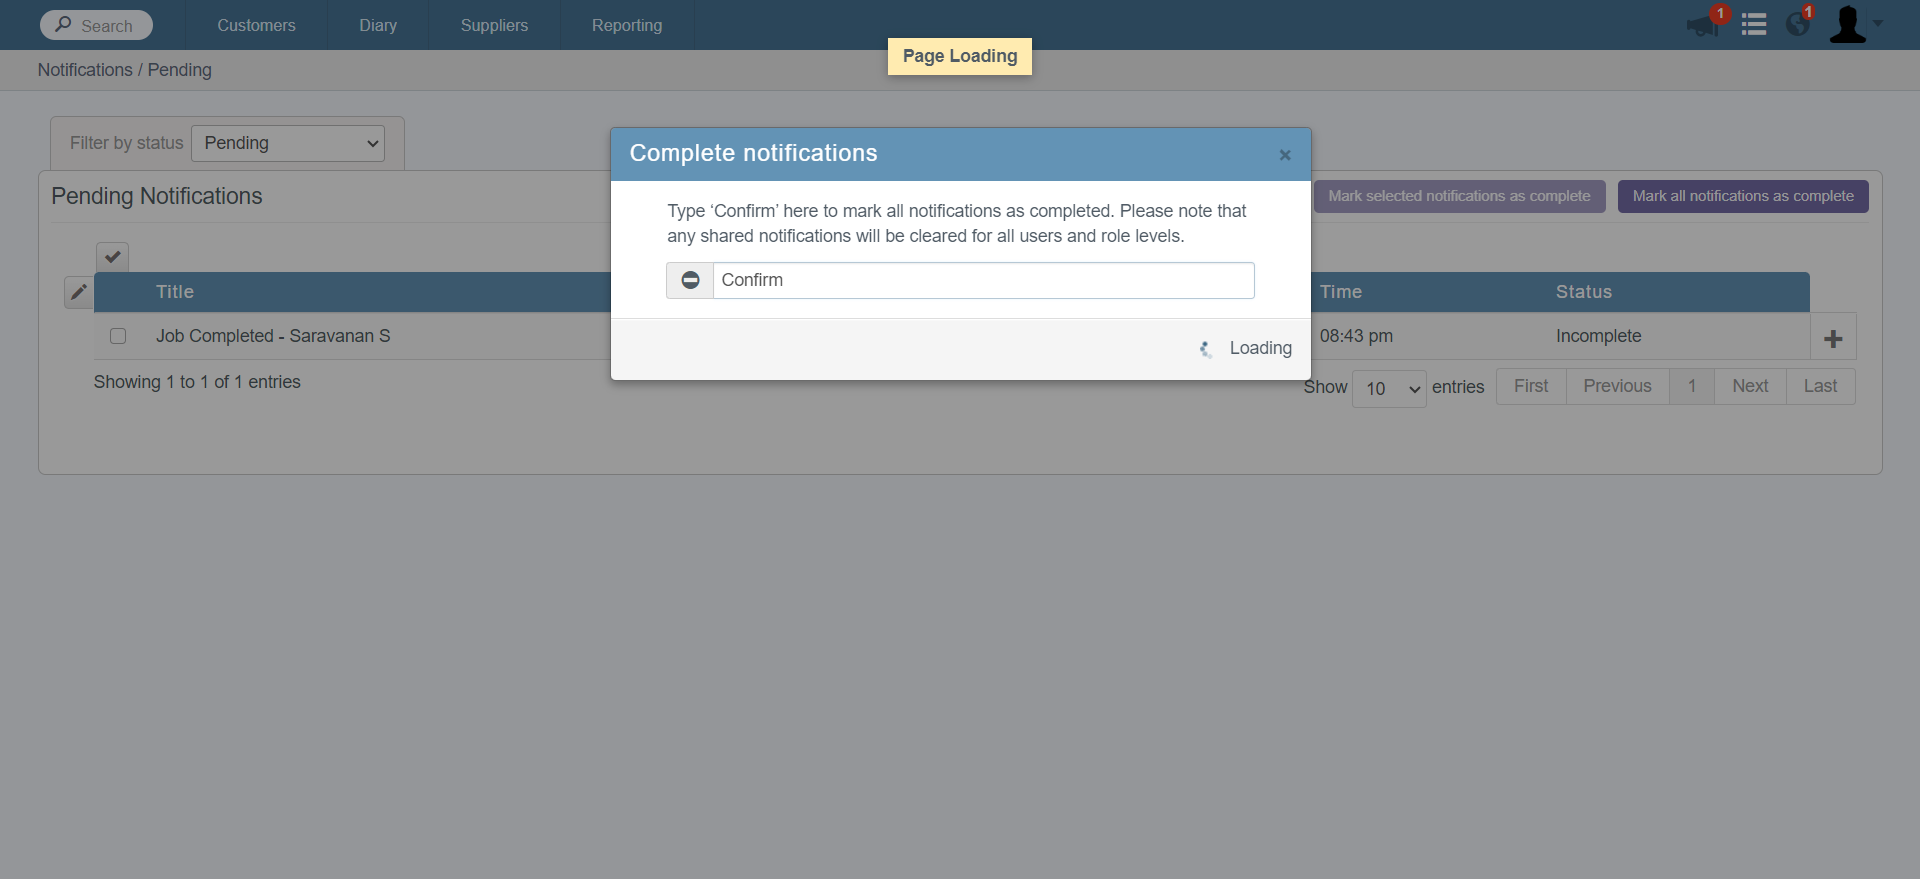 Search
Customers
Diary
Suppliers
Reporting
1
1
Page Loading
Notifications / Pending
Filter by status
Pending
Complete notifications
×
Pending Notifications
Mark selected notifications as complete
Mark all notifications as complete
Type ‘Confirm’ here to mark all notifications as completed. Please note that
any shared notifications will be cleared for all users and role levels.
Confirm
Title
Time
Status
Job Completed - Saravanan S
08:43 pm
Incomplete
Loading
Showing 1 to 1 of 1 entries
Show 10 entries
First
Previous
1
Next
Last